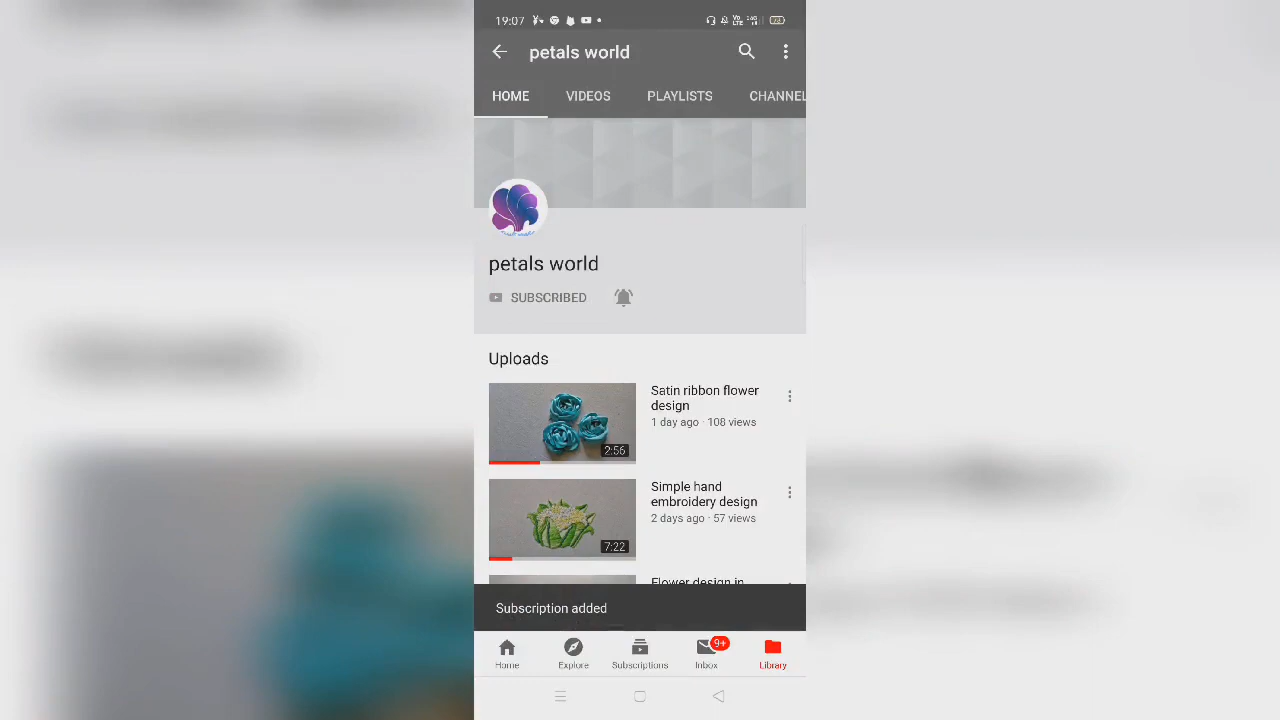 19:07
petals world
HOME VIDEOS PLAYLISTS CHANNEL
petals world
SUBSCRIBED
Uploads
Satin ribbon flower
design
1 day ago · 108 views
2:56
Simple hand
embroidery design
2 days ago · 57 views
7:22
Flower design in
Subscription added
9+
Home Explore Subscriptions Inbox Library